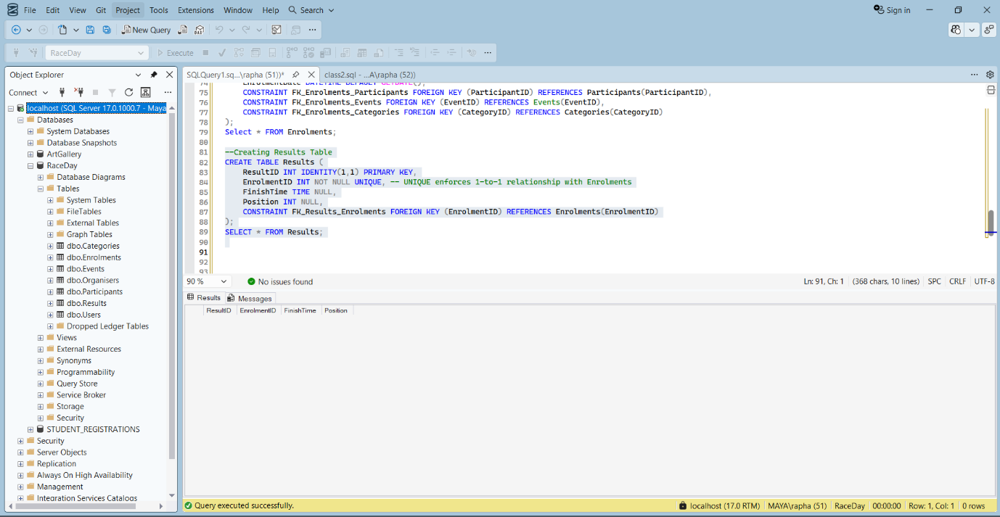 File Edit View Git Project Tools Extensions Window Help Search Sign in
New Query
RaceDay Execute
Object Explorer
Connect
localhost (SQL Server 17.0.1000.7 - Maya
Databases
System Databases
Database Snapshots
ArtGallery
RaceDay
Database Diagrams
Tables
System Tables
FileTables
External Tables
Graph Tables
dbo.Categories
dbo.Enrolments
dbo.Events
dbo.Organisers
dbo.Participants
dbo.Results
dbo.Users
Dropped Ledger Tables
Views
External Resources
Synonyms
Programmability
Query Store
Service Broker
Storage
Security
STUDENT_REGISTRATIONS
Security
Server Objects
Replication
Always On High Availability
Management
Integration Services Catalogs
SQLQuery1.sq...\rapha (51))* class2.sql - ...A\rapha (52))
74 EnrolmentDate DATETIME DEFAULT GETDATE(),
75 CONSTRAINT FK_Enrolments_Participants FOREIGN KEY (ParticipantID) REFERENCES Participants(ParticipantID),
76 CONSTRAINT FK_Enrolments_Events FOREIGN KEY (EventID) REFERENCES Events(EventID),
77 CONSTRAINT FK_Enrolments_Categories FOREIGN KEY (CategoryID) REFERENCES Categories(CategoryID)
78 );
79 Select * FROM Enrolments;
80
81 --Creating Results Table
82 CREATE TABLE Results (
83 ResultID INT IDENTITY(1,1) PRIMARY KEY,
84 EnrolmentID INT NOT NULL UNIQUE, -- UNIQUE enforces 1-to-1 relationship with Enrolments
85 FinishTime TIME NULL,
86 Position INT NULL,
87 CONSTRAINT FK_Results_Enrolments FOREIGN KEY (EnrolmentID) REFERENCES Enrolments(EnrolmentID)
88 );
89 SELECT * FROM Results;
90
91
92
93
90 % No issues found Ln: 91, Ch: 1 (368 chars, 10 lines) SPC CRLF UTF-8
Results Messages
ResultID EnrolmentID FinishTime Position
Query executed successfully. localhost (17.0 RTM) MAYA\rapha (51) RaceDay 00:00:00 Row: 1, Col: 1 0 rows